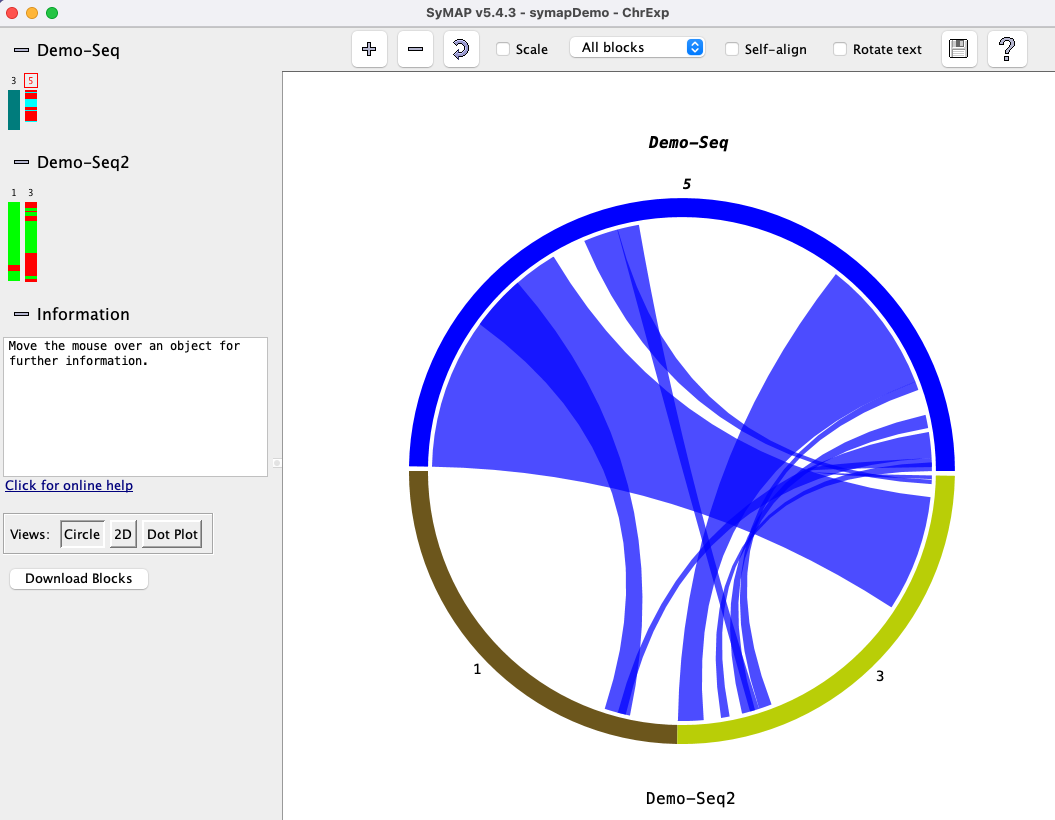 SyMAP v5.4.3 - symapDemo - ChrExp
Demo-Seq
3 5
Demo-Seq2
1 3
Information
Move the mouse over an object for
further information.
Click for online help
Views: Circle 2D Dot Plot
Download Blocks
+ − Scale All blocks Self-align Rotate text ?
Demo-Seq
5
1
3
Demo-Seq2